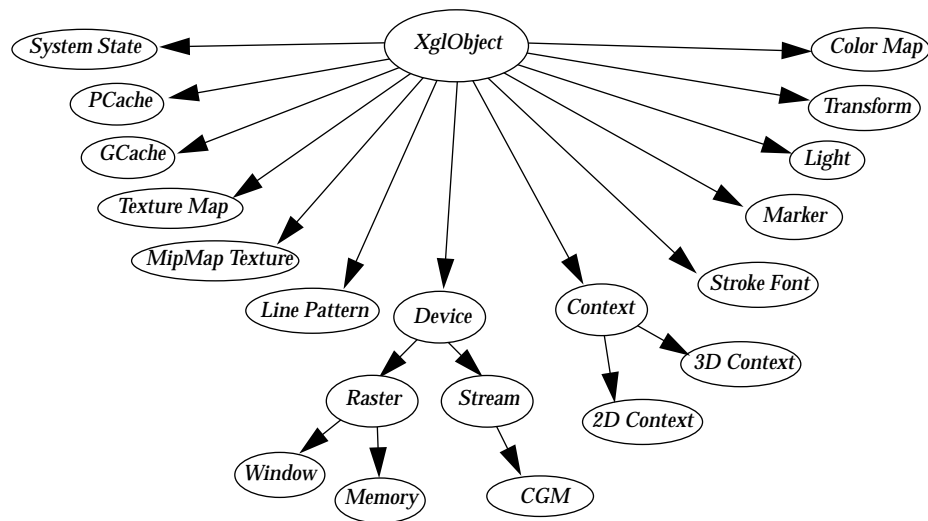 XglObject
System State
Color Map
PCache
Transform
GCache
Light
Texture Map
Marker
MipMap Texture
Stroke Font
Line Pattern
Device
Context
3D Context
Raster
Stream
2D Context
Window
Memory
CGM